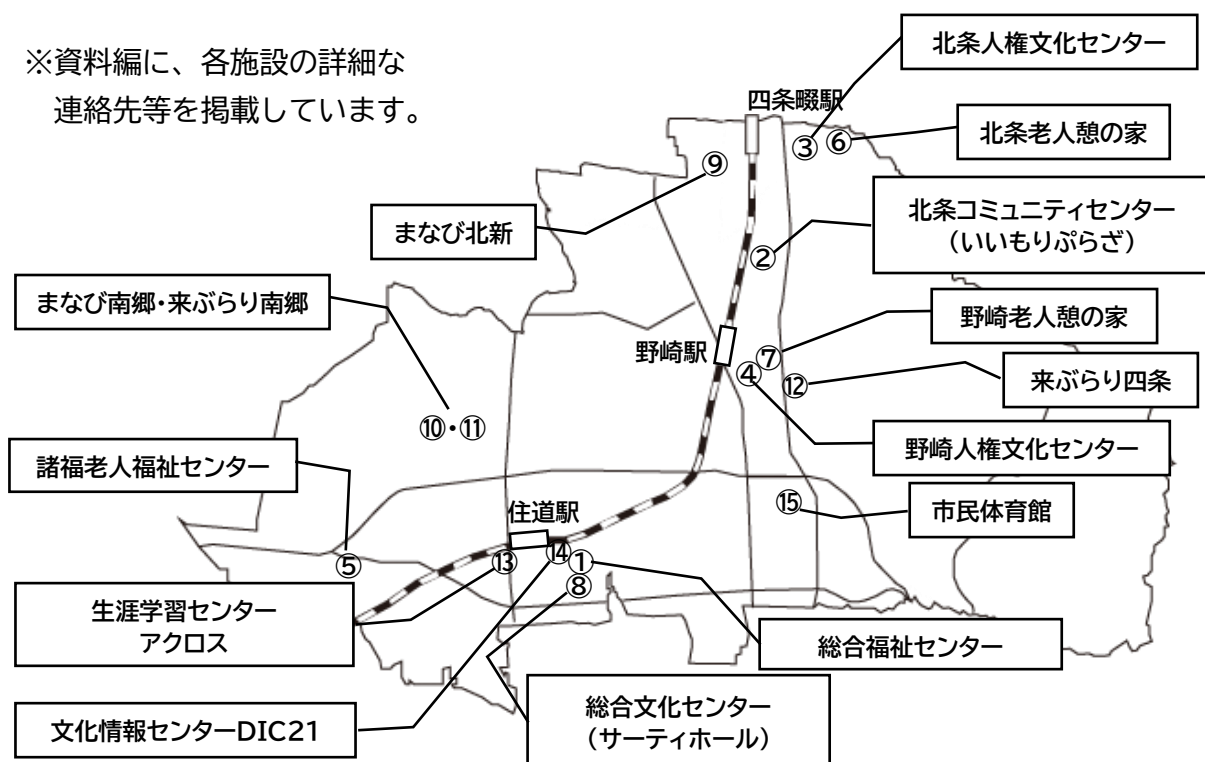 ※資料編に、各施設の詳細な
連絡先等を掲載しています。
北条人権文化センター
四条畷駅
③
⑥
北条老人憩の家
⑨
北条コミュニティセンター
（いいもりぷらざ）
まなび北新
②
まなび南郷・来ぶらり南郷
野崎老人憩の家
野崎駅
⑦
④
⑫
来ぶらり四条
⑩・⑪
野崎人権文化センター
諸福老人福祉センター
⑮
市民体育館
住道駅
⑤
⑬
⑭
①
⑧
生涯学習センター
アクロス
総合福祉センター
文化情報センターDIC21
総合文化センター
（サーティホール）